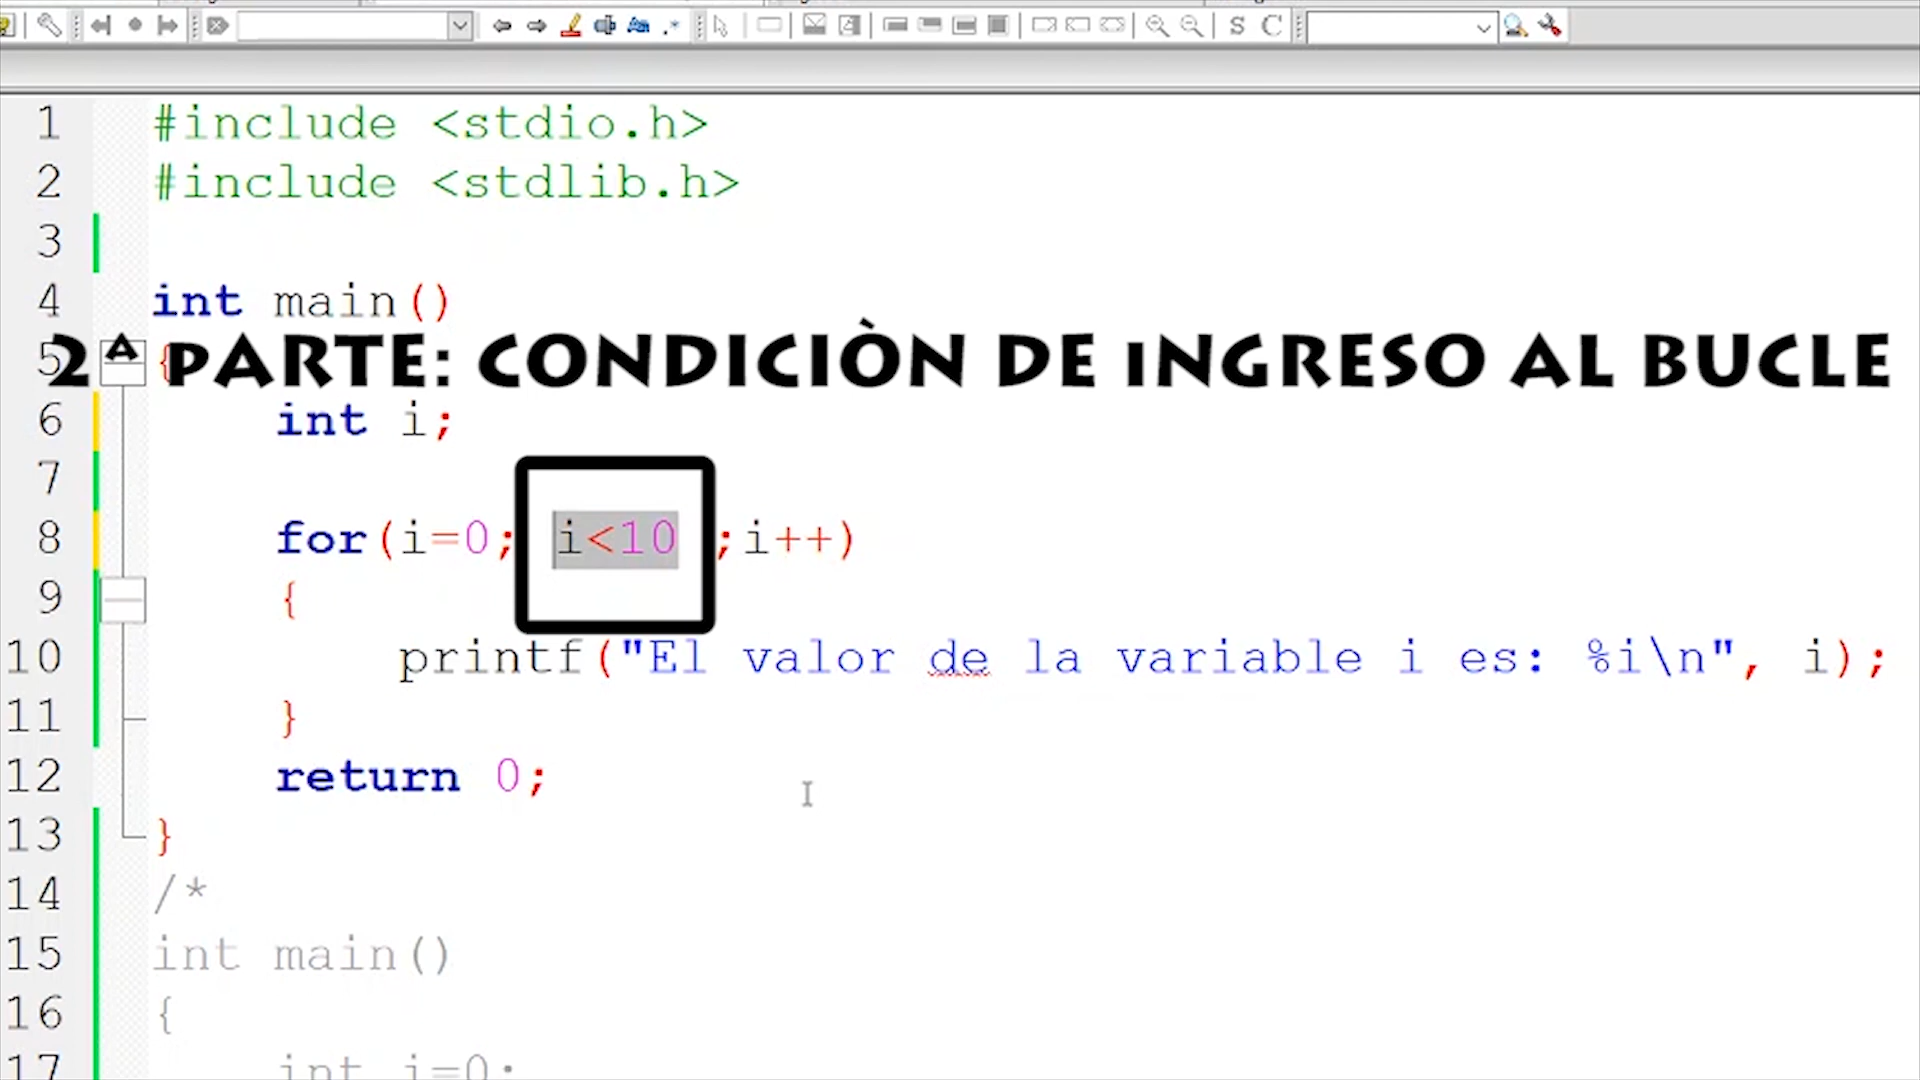 S C
1 #include <stdio.h>
2 #include <stdlib.h>
3
4 int main()
2ª PARTE: CONDICIÒN DE INGRESO AL BUCLE
5 {
6 int i;
7
8 for(i=0; i<10 ;i++)
9 {
10 printf("El valor de la variable i es: %i\n", i);
11 }
12 return 0;
13 }
14 /*
15 int main()
16 {
17 int i=0;